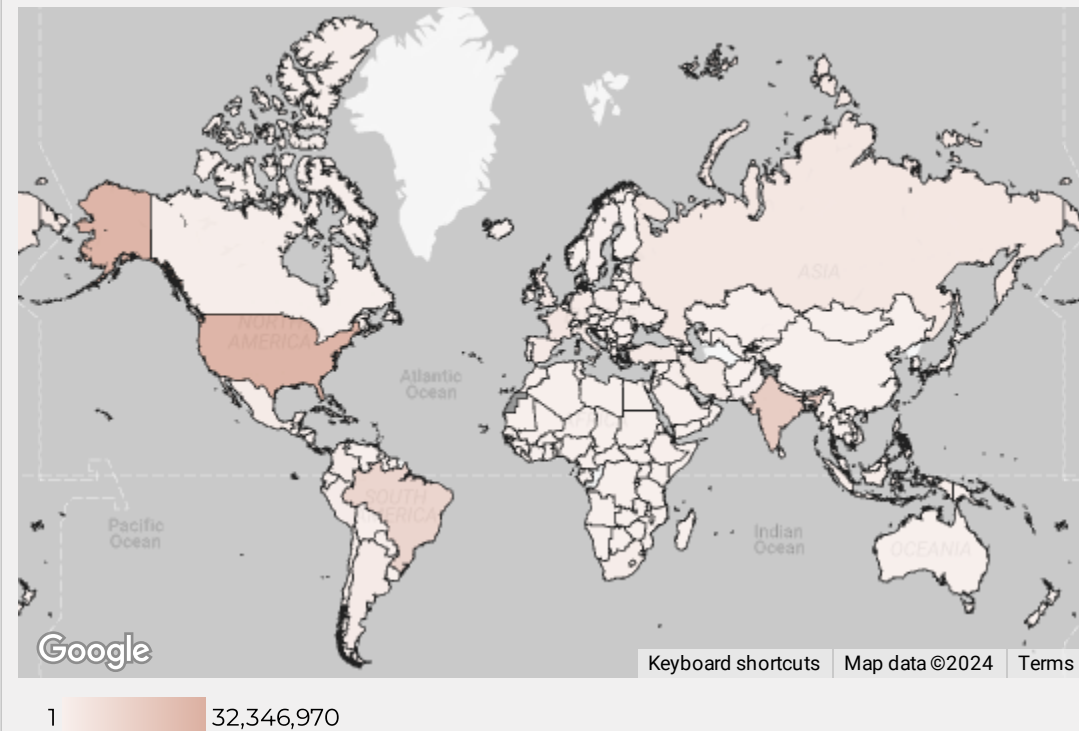 ASIA
NORTH
AMERICA
Atlantic
Ocean
AFRICA
SOUTH
AMERICA
Pacific
Ocean
Indian
Ocean
OCEANIA
Google
Keyboard shortcuts
Map data ©2024
Terms
1
32,346,970